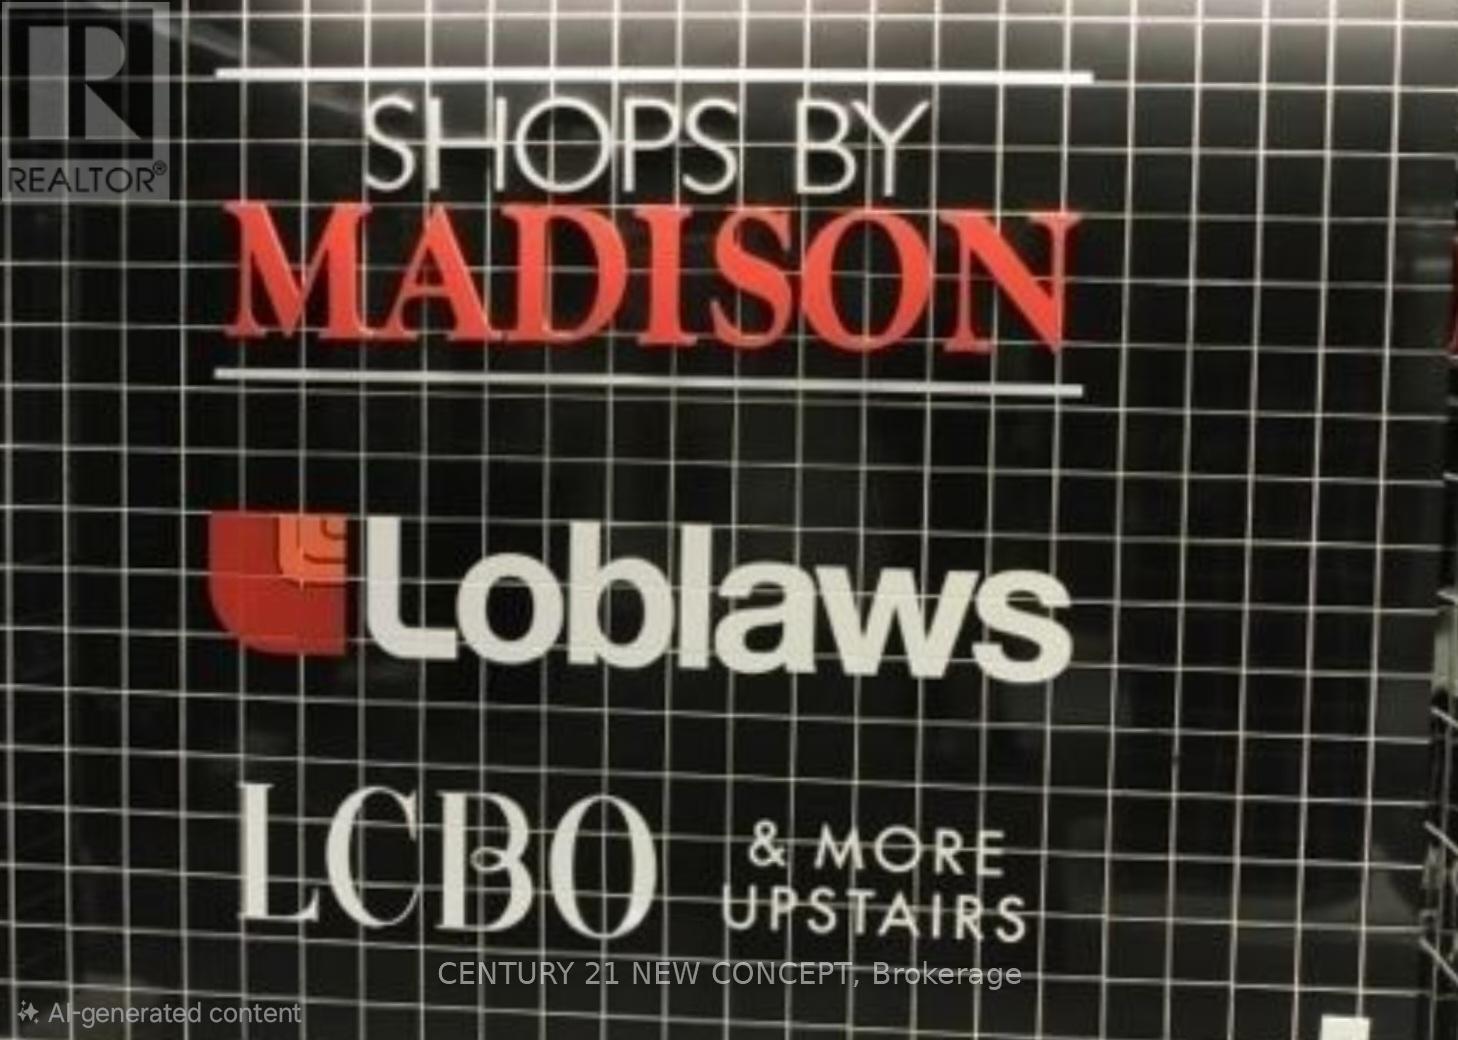 REALTOR®
SHOPS BY
MADISON
Loblaws
LCBO
& MORE
UPSTAIRS
CENTURY 21 NEW CONCEPT, Brokerage
AI-generated content